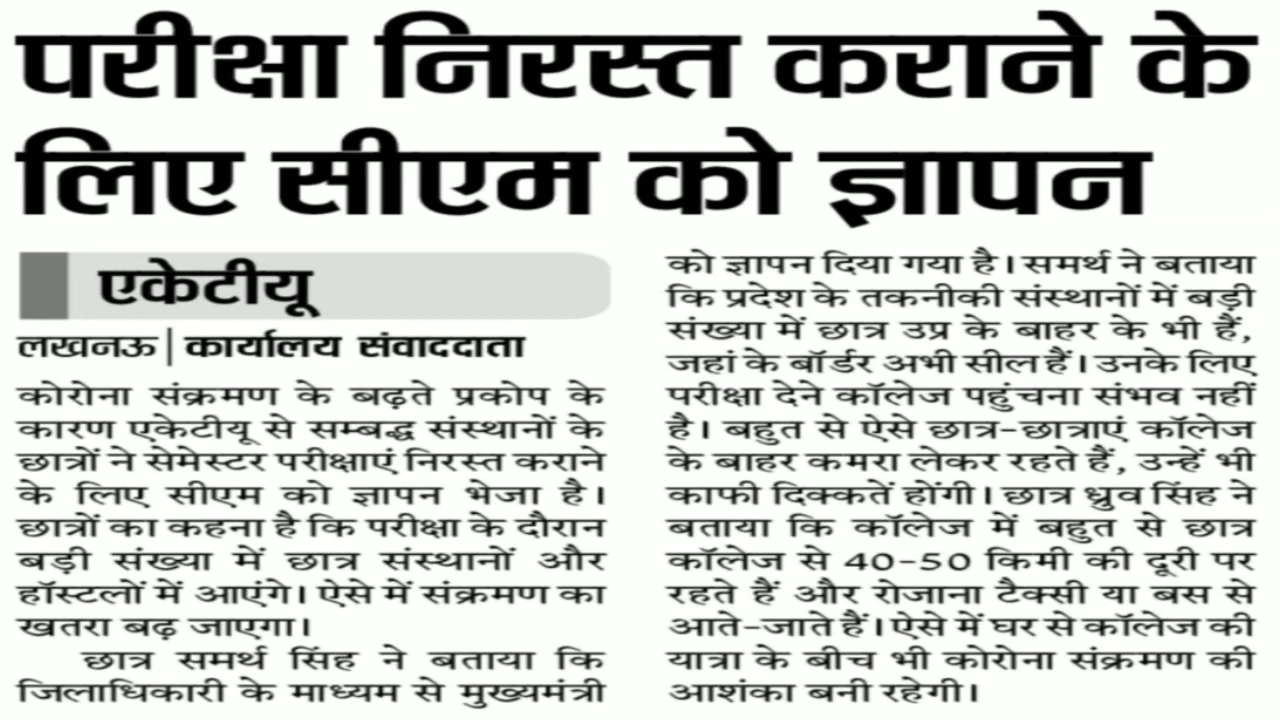 परीक्षा निरस्त कराने के
लिए सीएम को ज्ञापन
एकेटीयू
लखनऊ | कार्यालय संवाददाता
कोरोना संक्रमण के बढ़ते प्रकोप के
कारण एकेटीयू से सम्बद्ध संस्थानों के
छात्रों ने सेमेस्टर परीक्षाएं निरस्त कराने
के लिए सीएम को ज्ञापन भेजा है।
छात्रों का कहना है कि परीक्षा के दौरान
बड़ी संख्या में छात्र संस्थानों और
हॉस्टलों में आएंगे। ऐसे में संक्रमण का
खतरा बढ़ जाएगा।
छात्र समर्थ सिंह ने बताया कि
जिलाधिकारी के माध्यम से मुख्यमंत्री
को ज्ञापन दिया गया है। समर्थ ने बताया
कि प्रदेश के तकनीकी संस्थानों में बड़ी
संख्या में छात्र उप्र के बाहर के भी हैं,
जहां के बॉर्डर अभी सील हैं। उनके लिए
परीक्षा देने कॉलेज पहुंचना संभव नहीं
है। बहुत से ऐसे छात्र-छात्राएं कॉलेज
के बाहर कमरा लेकर रहते हैं, उन्हें भी
काफी दिक्कतें होंगी। छात्र ध्रुव सिंह ने
बताया कि कॉलेज में बहुत से छात्र
कॉलेज से 40-50 किमी की दूरी पर
रहते हैं और रोजाना टैक्सी या बस से
आते-जाते हैं। ऐसे में घर से कॉलेज की
यात्रा के बीच भी कोरोना संक्रमण की
आशंका बनी रहेगी।